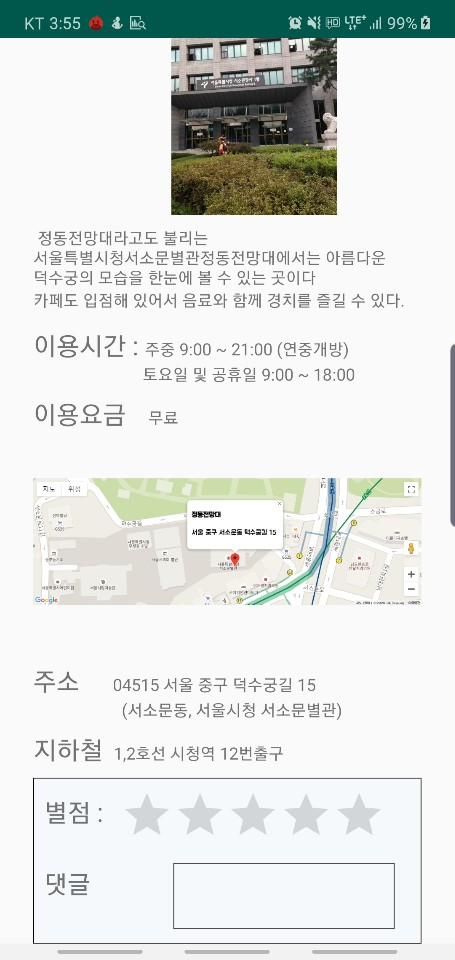 KT 3:55
HD LTE+ 99%
정동전망대라고도 불리는
서울특별시청서소문별관정동전망대에서는 아름다운
덕수궁의 모습을 한눈에 볼 수 있는 곳이다
카페도 입점해 있어서 음료와 함께 경치를 즐길 수 있다.
이용시간 : 주중 9:00 ~ 21:00 (연중개방)
토요일 및 공휴일 9:00 ~ 18:00
이용요금 무료
지도 위성
정동전망대
서울 중구 서소문동 덕수궁길 15
Google
주소 04515 서울 중구 덕수궁길 15
(서소문동, 서울시청 서소문별관)
지하철 1,2호선 시청역 12번출구
별점 :
댓글